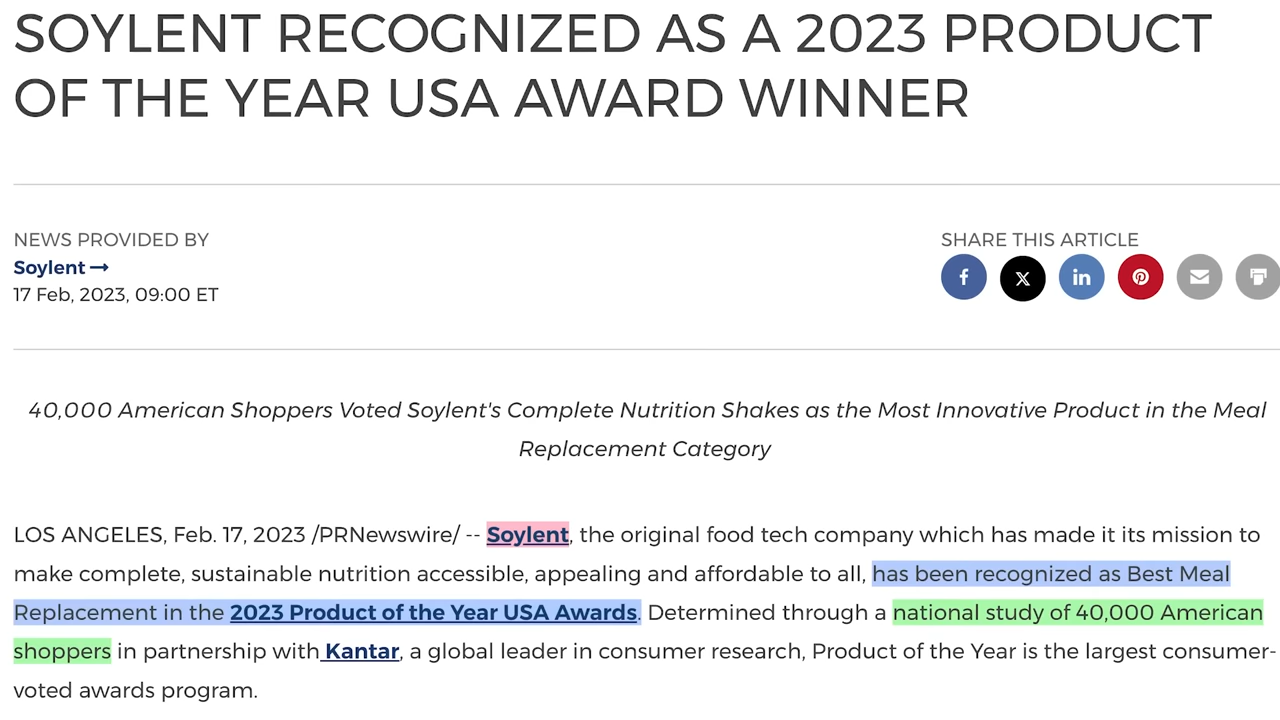 SOYLENT RECOGNIZED AS A 2023 PRODUCT
OF THE YEAR USA AWARD WINNER
NEWS PROVIDED BY
Soylent →
17 Feb, 2023, 09:00 ET
SHARE THIS ARTICLE
40,000 American Shoppers Voted Soylent's Complete Nutrition Shakes as the Most Innovative Product in the Meal
Replacement Category
LOS ANGELES, Feb. 17, 2023 /PRNewswire/ -- Soylent, the original food tech company which has made it its mission to
make complete, sustainable nutrition accessible, appealing and affordable to all, has been recognized as Best Meal
Replacement in the 2023 Product of the Year USA Awards. Determined through a national study of 40,000 American
shoppers in partnership with Kantar, a global leader in consumer research, Product of the Year is the largest consumer-
voted awards program.